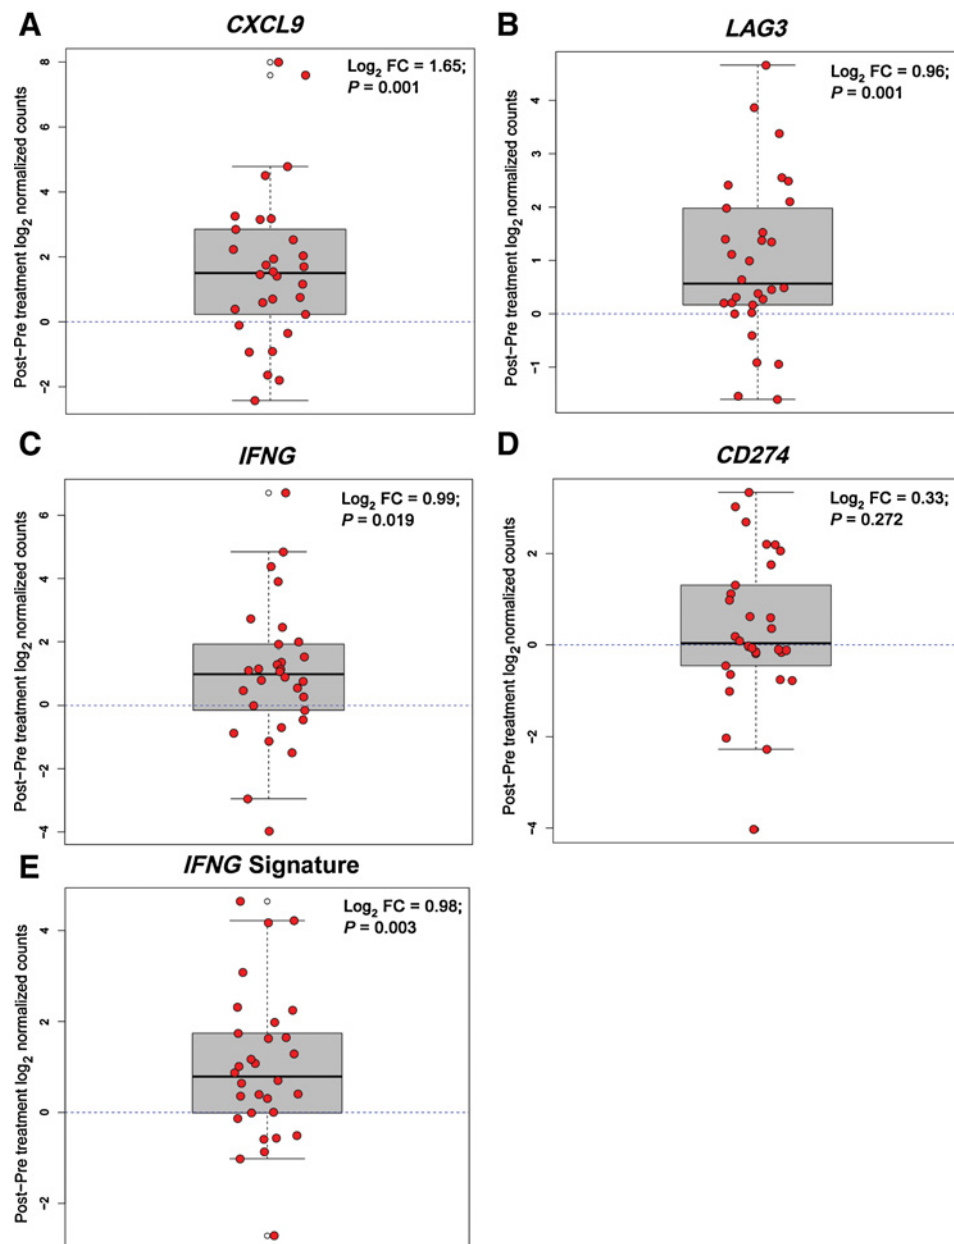 A
CXCL9
Log2 FC = 1.65;
P = 0.001
Post-Pre treatment log2 normalized counts
8
6
4
2
0
-2
B
LAG3
Log2 FC = 0.96;
P = 0.001
Post-Pre treatment log2 normalized counts
4
3
2
1
0
-1
C
IFNG
Log2 FC = 0.99;
P = 0.019
Post-Pre treatment log2 normalized counts
6
4
2
0
-2
-4
D
CD274
Log2 FC = 0.33;
P = 0.272
Post-Pre treatment log2 normalized counts
2
0
-2
-4
E
IFNG Signature
Log2 FC = 0.98;
P = 0.003
Post-Pre treatment log2 normalized counts
4
2
0
-2